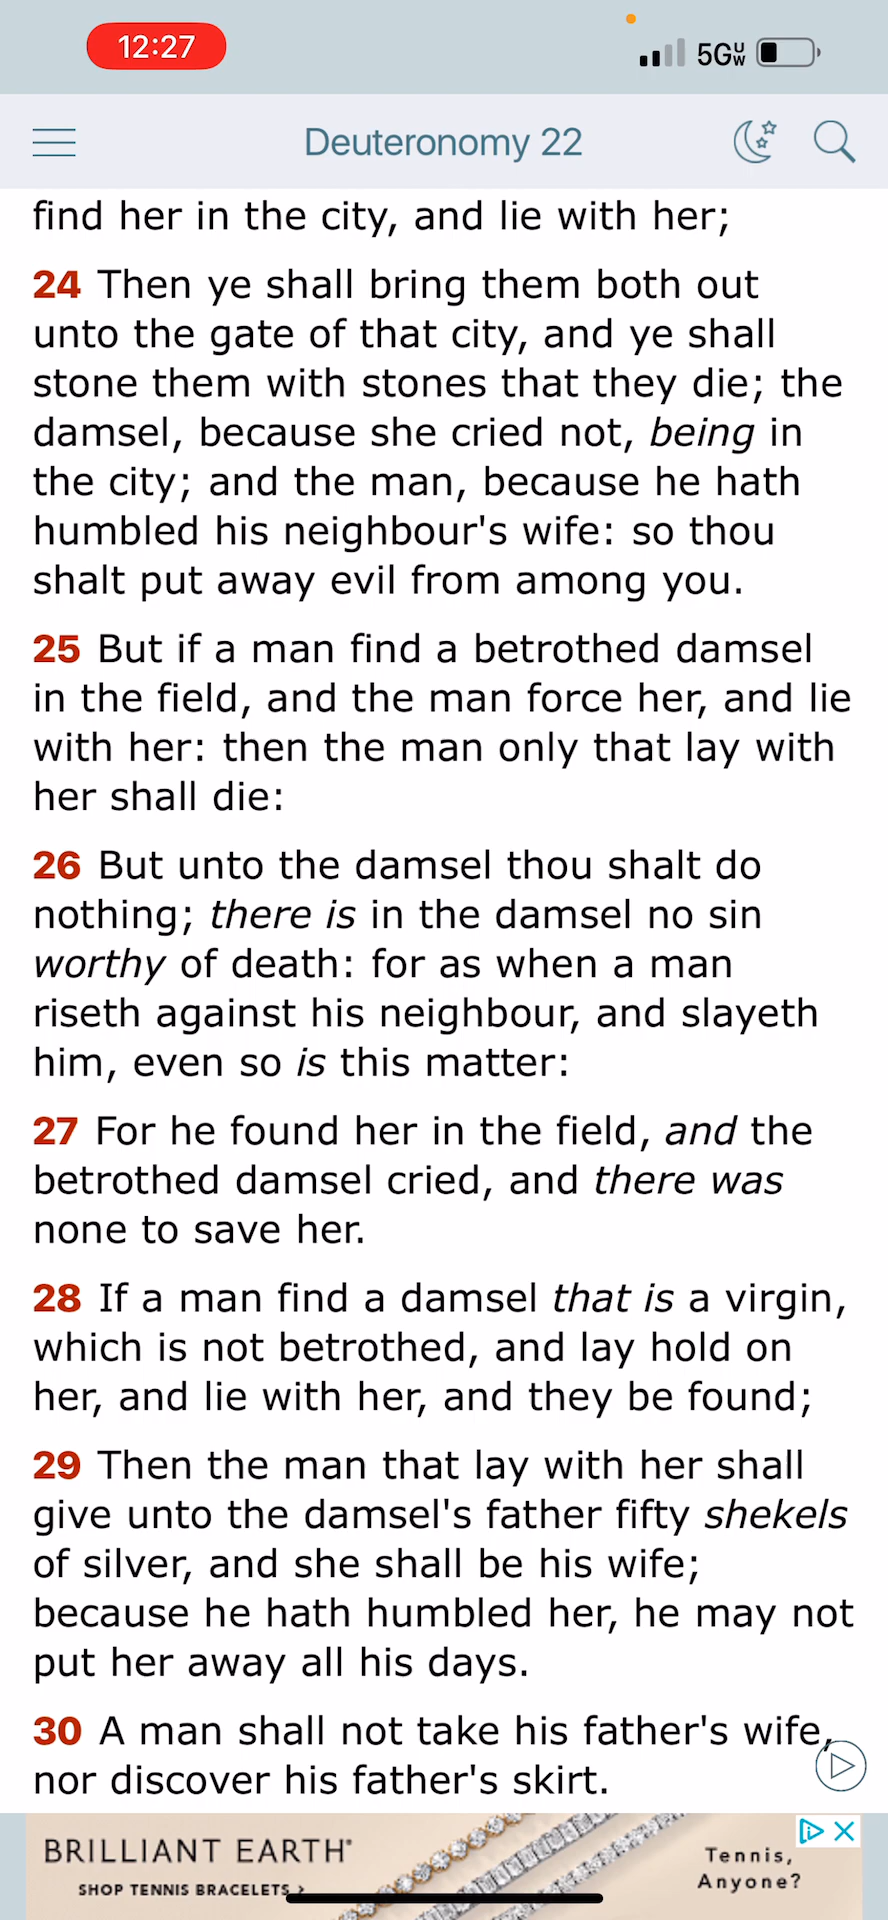 12:27
5GUW
Deuteronomy 22
find her in the city, and lie with her;
24 Then ye shall bring them both out
unto the gate of that city, and ye shall
stone them with stones that they die; the
damsel, because she cried not, being in
the city; and the man, because he hath
humbled his neighbour's wife: so thou
shalt put away evil from among you.
25 But if a man find a betrothed damsel
in the field, and the man force her, and lie
with her: then the man only that lay with
her shall die:
26 But unto the damsel thou shalt do
nothing; there is in the damsel no sin
worthy of death: for as when a man
riseth against his neighbour, and slayeth
him, even so is this matter:
27 For he found her in the field, and the
betrothed damsel cried, and there was
none to save her.
28 If a man find a damsel that is a virgin,
which is not betrothed, and lay hold on
her, and lie with her, and they be found;
29 Then the man that lay with her shall
give unto the damsel's father fifty shekels
of silver, and she shall be his wife;
because he hath humbled her, he may not
put her away all his days.
30 A man shall not take his father's wife,
nor discover his father's skirt.
BRILLIANT EARTH®
SHOP TENNIS BRACELETS >
Tennis,
Anyone?